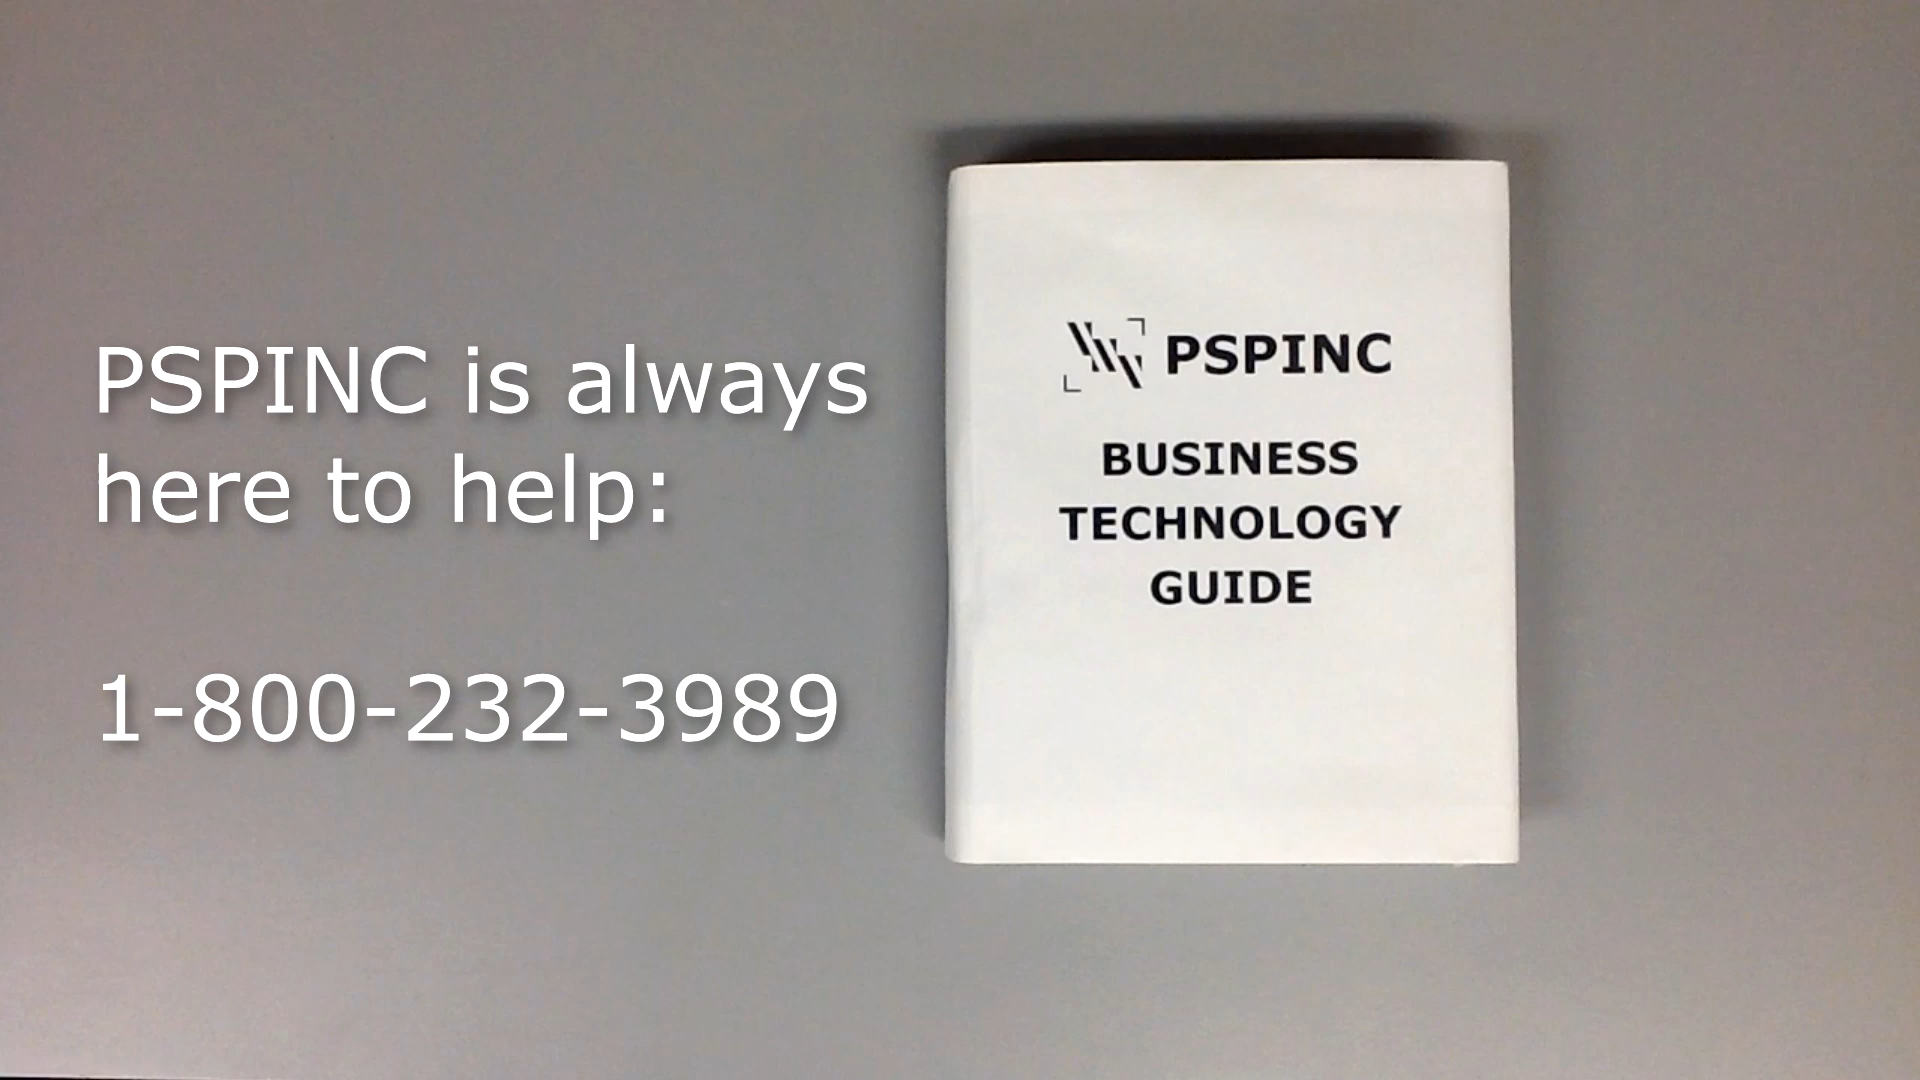 PSPINC is always
here to help:
1-800-232-3989
PSPINC
BUSINESS
TECHNOLOGY
GUIDE